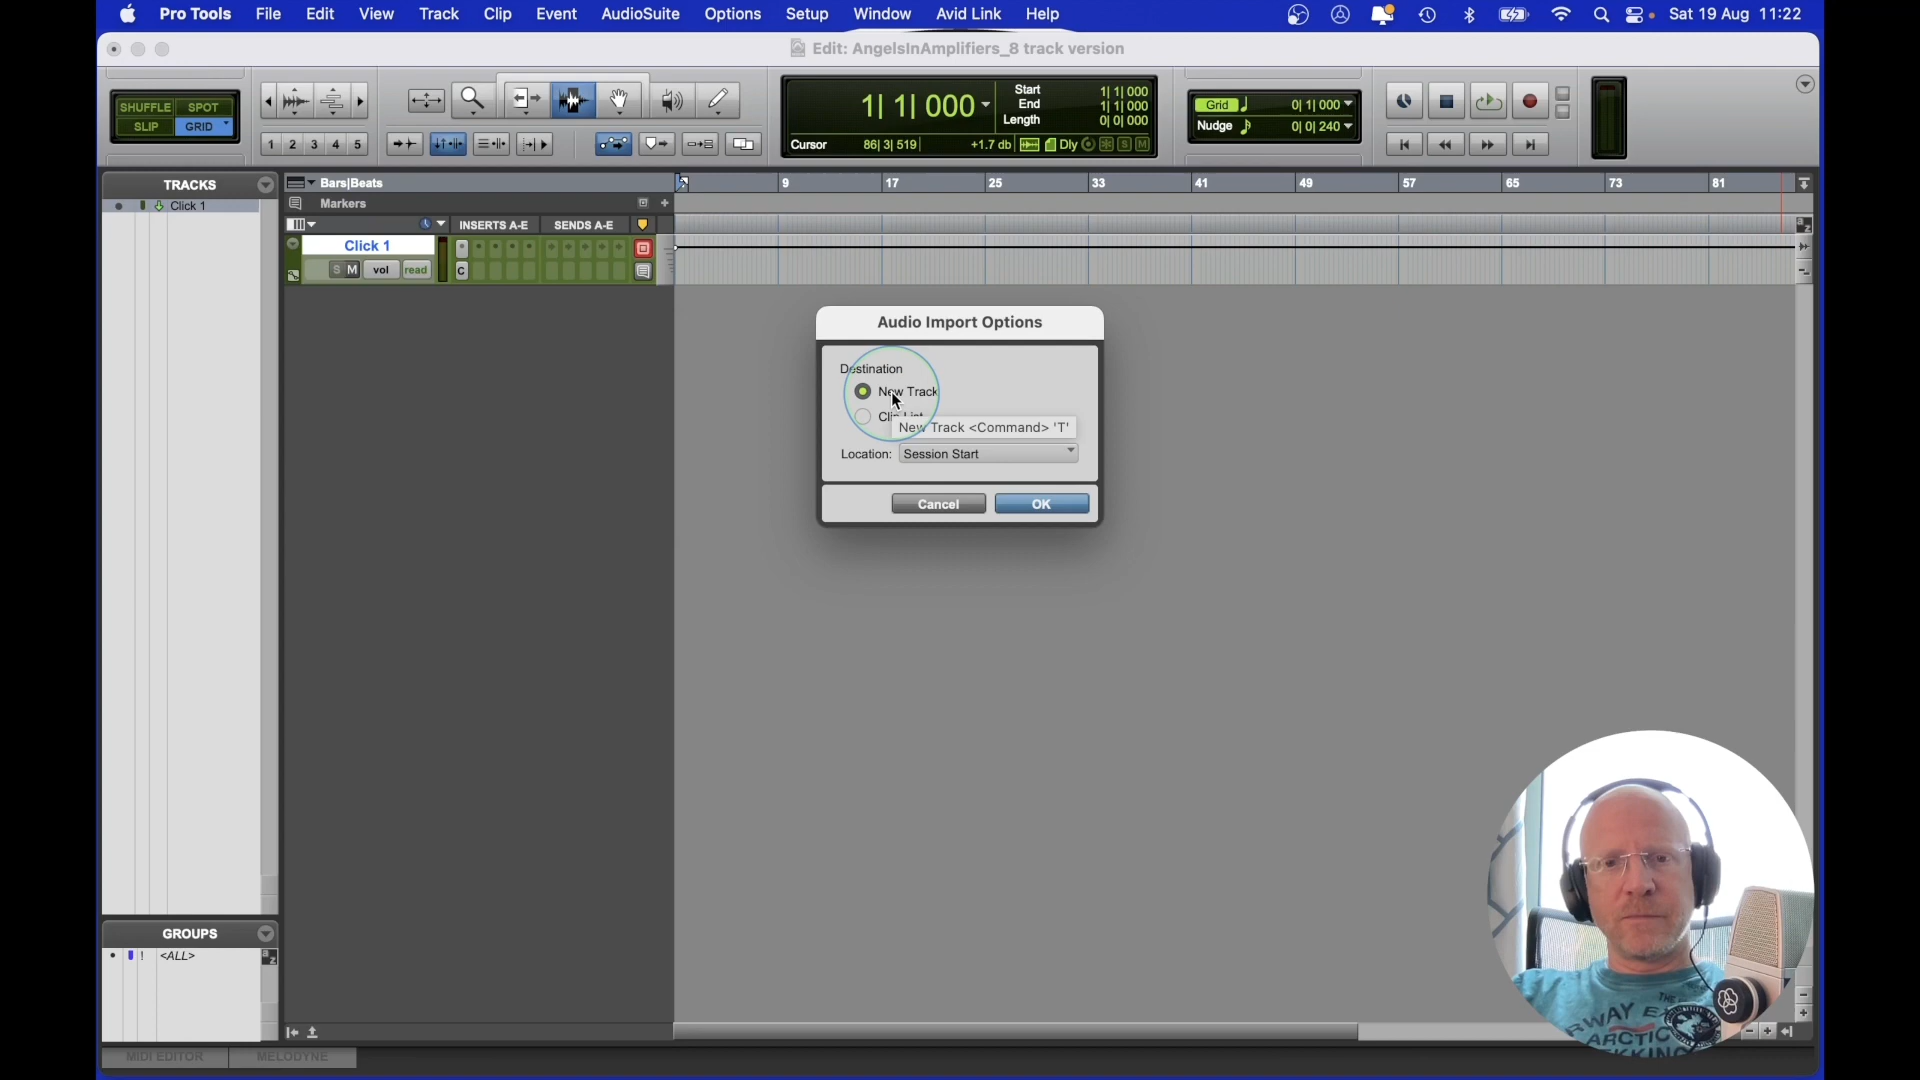 Pro Tools File Edit View Track Clip Event AudioSuite Options Setup Window Avid Link Help Sat 19 Aug 11:22
Edit: AngelsInAmplifiers_8 track version
SHUFFLE SPOT
SLIP GRID
1 2 3 4 5
1| 1| 000
Start 1| 1| 000
End 1| 1| 000
Length 0| 0| 000
Cursor 86| 3| 519 +1.7 db Dly S M
Grid 0| 1| 000
Nudge 0| 0| 240
TRACKS
Click 1
Bars|Beats
9 17 25 33 41 49 57 65 73 81
Markers
INSERTS A-E SENDS A-E
Click 1
S M vol read
C
Audio Import Options
Destination
New Track
Clip List
New Track <Command> 'T'
Location: Session Start
Cancel OK
GROUPS
! <ALL>
a z
MIDI EDITOR MELODYNE
ARCTIC